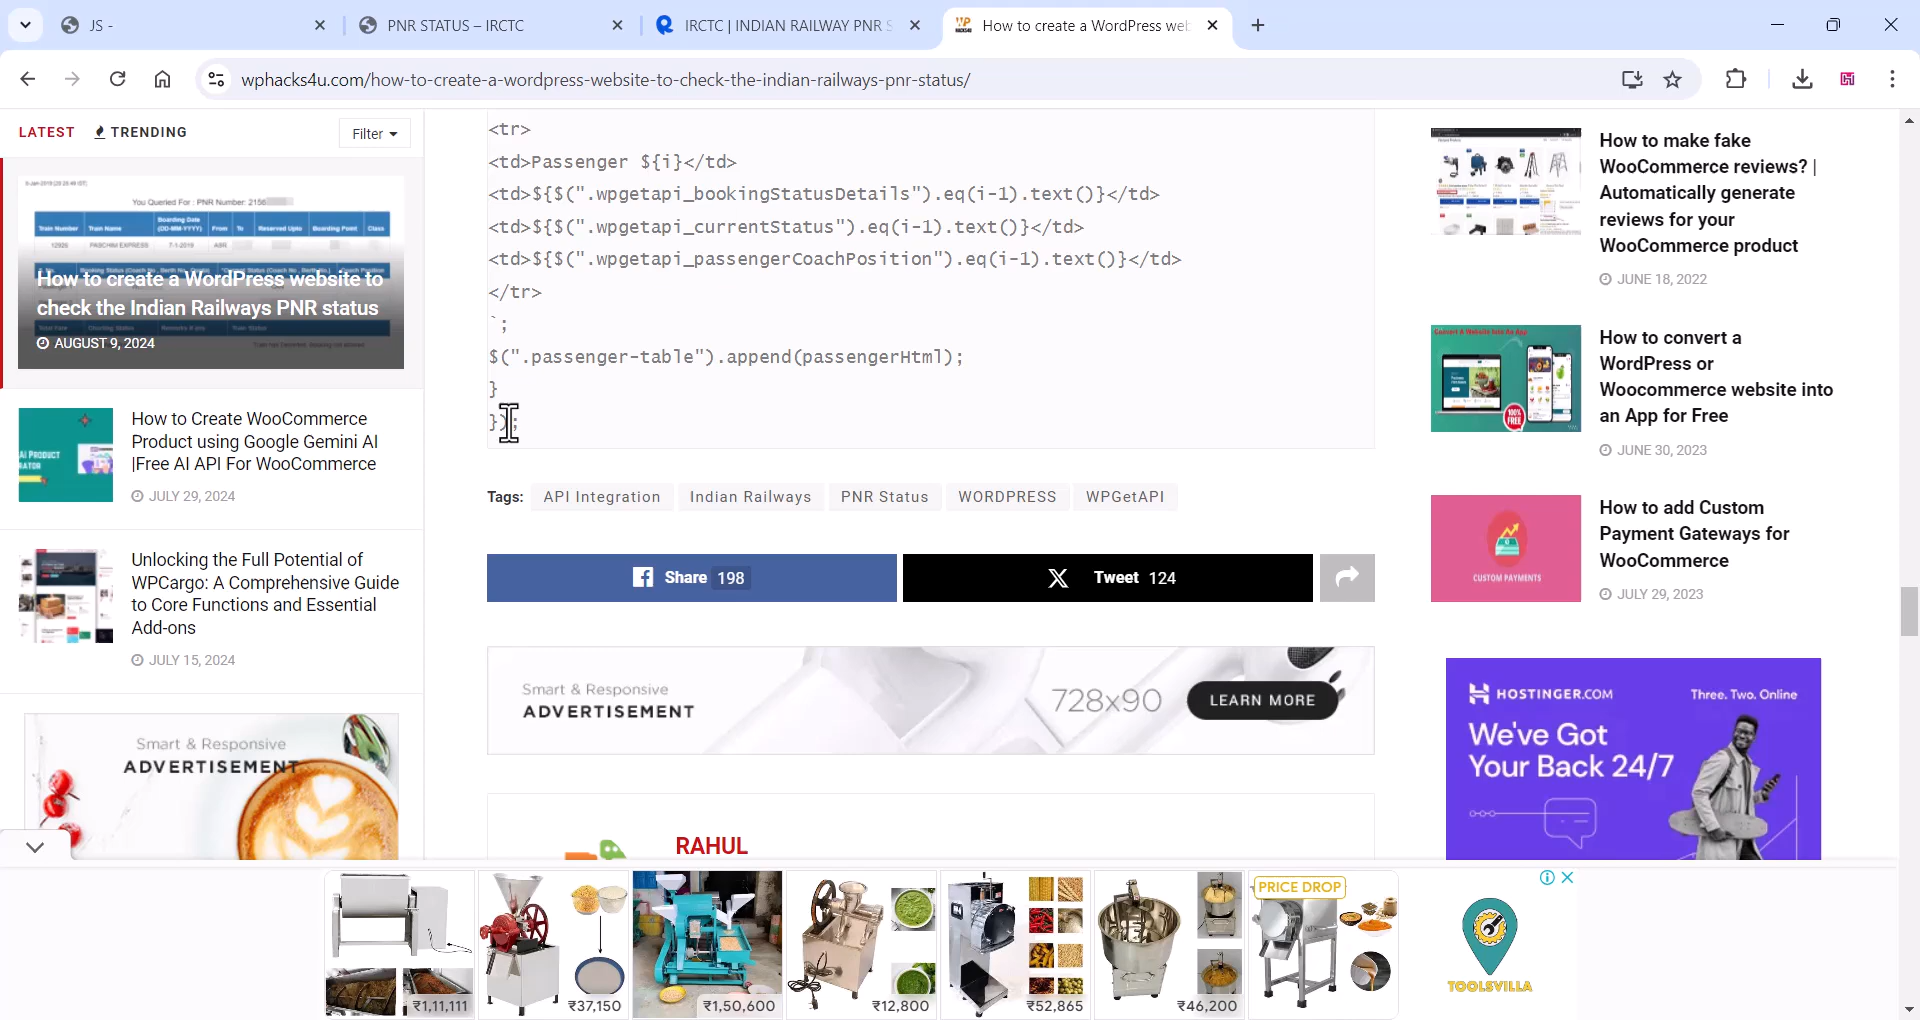 JS -
PNR STATUS – IRCTC
IRCTC | INDIAN RAILWAY PNR S
How to create a WordPress web
wphacks4u.com/how-to-create-a-wordpress-website-to-check-the-indian-railways-pnr-status/
LATEST
TRENDING
Filter
You Queried For : PNR Number: 2156
How to create a WordPress website to
check the Indian Railways PNR status
AUGUST 9, 2024
How to Create WooCommerce
Product using Google Gemini AI
|Free AI API For WooCommerce
JULY 29, 2024
Unlocking the Full Potential of
WPCargo: A Comprehensive Guide
to Core Functions and Essential
Add-ons
JULY 15, 2024
Smart & Responsive
ADVERTISEMENT
<tr>
<td>Passenger ${i}</td>
<td>${$(".wpgetapi_bookingStatusDetails").eq(i-1).text()}</td>
<td>${$(".wpgetapi_currentStatus").eq(i-1).text()}</td>
<td>${$(".wpgetapi_passengerCoachPosition").eq(i-1).text()}</td>
</tr>
`;
$(".passenger-table").append(passengerHtml);
}
});
Tags: API Integration Indian Railways PNR Status WORDPRESS WPGetAPI
Share 198
Tweet 124
Smart & Responsive
ADVERTISEMENT
728x90
LEARN MORE
RAHUL
How to make fake
WooCommerce reviews? |
Automatically generate
reviews for your
WooCommerce product
JUNE 18, 2022
How to convert a
WordPress or
Woocommerce website into
an App for Free
JUNE 30, 2023
CUSTOM PAYMENTS
How to add Custom
Payment Gateways for
WooCommerce
JULY 29, 2023
HOSTINGER.COM
Three. Two. Online
We've Got
Your Back 24/7
₹1,11,111
₹37,150
₹1,50,600
₹12,800
₹52,865
₹46,200
PRICE DROP
TOOLSVILLA